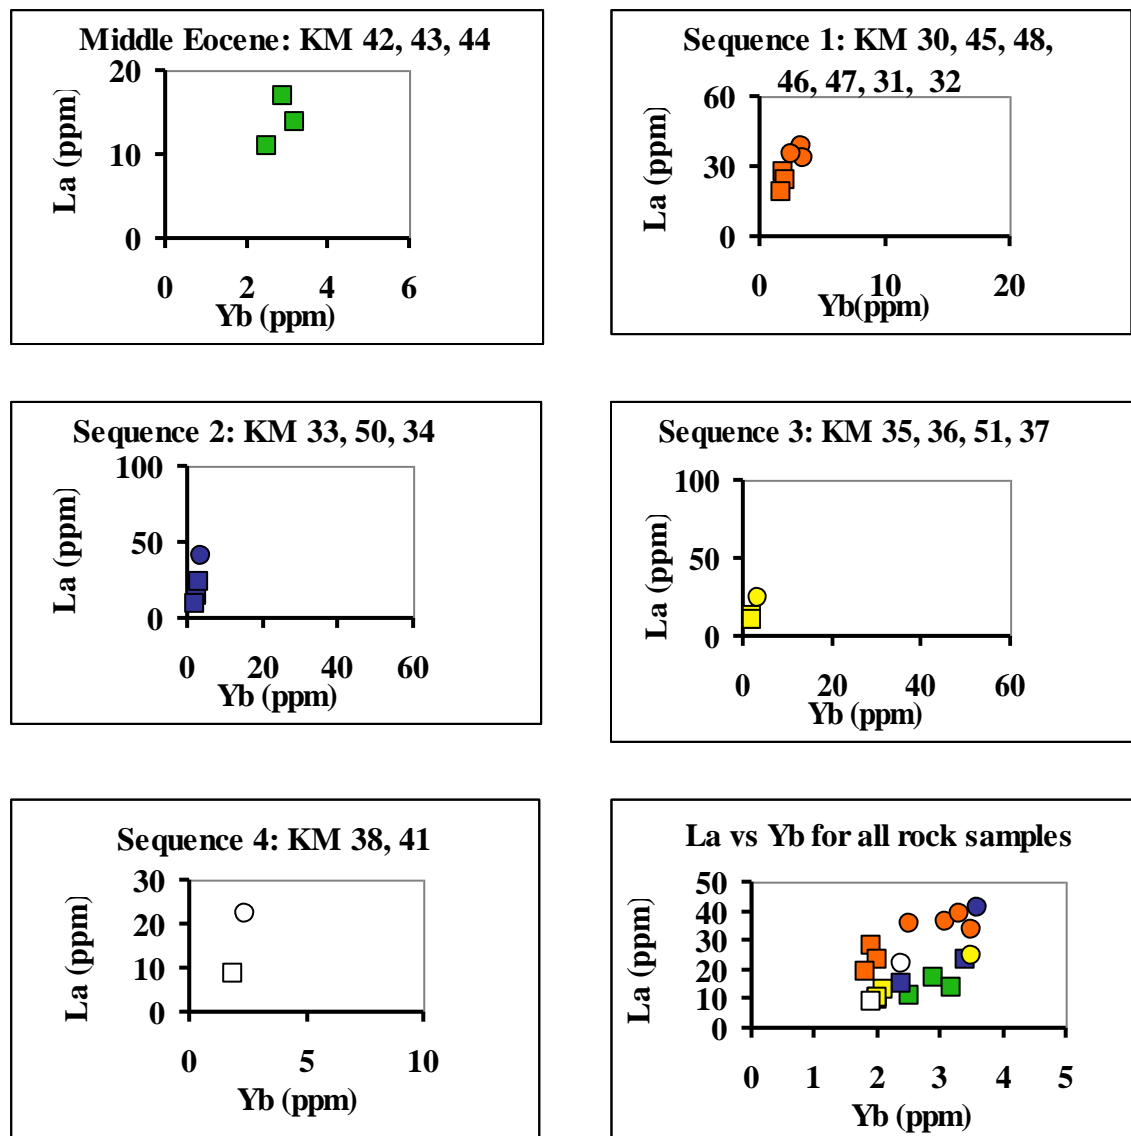 Middle Eocene: KM 42, 43, 44
20
10
0
La (ppm)
0 2 4 6
Yb (ppm)
Sequence 1: KM 30, 45, 48,
46, 47, 31, 32
60
30
0
La (ppm)
0 10 20
Yb(ppm)
Sequence 2: KM 33, 50, 34
100
50
0
La (ppm)
0 20 40 60
Yb (ppm)
Sequence 3: KM 35, 36, 51, 37
100
50
0
La (ppm)
0 20 40 60
Yb (ppm)
Sequence 4: KM 38, 41
30
20
10
0
La (ppm)
0 5 10
Yb (ppm)
La vs Yb for all rock samples
50
40
30
20
10
0
La (ppm)
0 1 2 3 4 5
Yb (ppm)